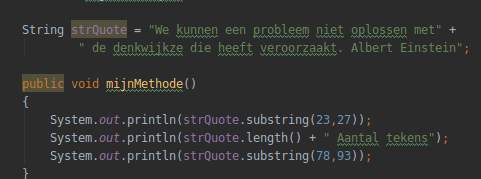 String strQuote = "We kunnen een probleem niet oplossen met" +
" de denkwijkze die heeft veroorzaakt. Albert Einstein";
public void mijnMethode()
{
System.out.println(strQuote.substring(23,27));
System.out.println(strQuote.length() + " Aantal tekens");
System.out.println(strQuote.substring(78,93));
}